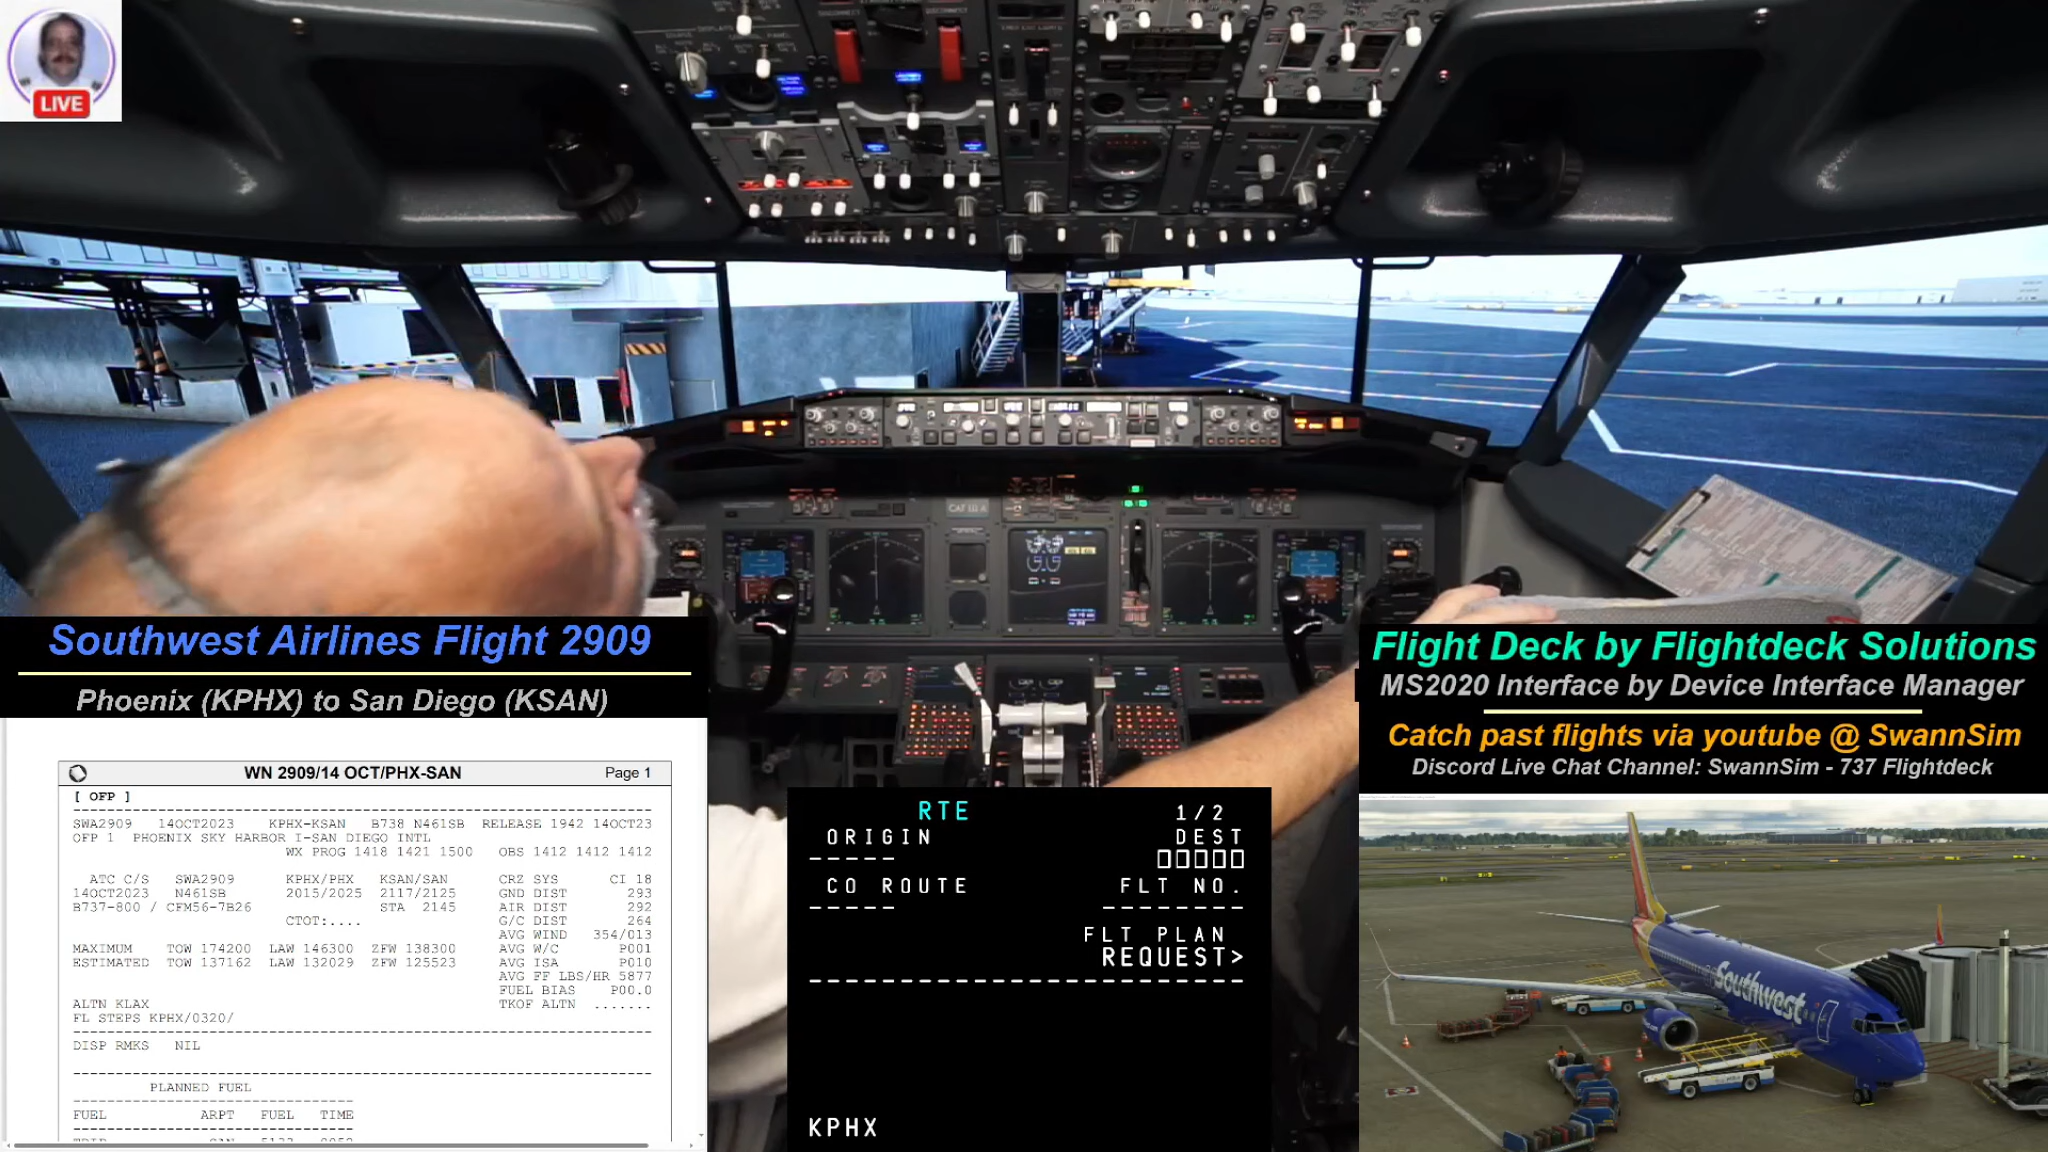 LIVE
CAT III A
Southwest Airlines Flight 2909
Phoenix (KPHX) to San Diego (KSAN)
WN 2909/14 OCT/PHX-SAN Page 1
[ OFP ]
SWA2909 14OCT2023 KPHX-KSAN B738 N461SB RELEASE 1942 14OCT23
OFP 1 PHOENIX SKY HARBOR I-SAN DIEGO INTL
WX PROG 1418 1421 1500 OBS 1412 1412 1412
ATC C/S SWA2909 KPHX/PHX KSAN/SAN CRZ SYS CI 18
14OCT2023 N461SB 2015/2025 2117/2125 GND DIST 293
B737-800 / CFM56-7B26 STA 2145 AIR DIST 292
CTOT:.... G/C DIST 264
AVG WIND 354/013
MAXIMUM TOW 174200 LAW 146300 ZFW 138300 AVG W/C P001
ESTIMATED TOW 137162 LAW 132029 ZFW 125523 AVG ISA P010
AVG FF LBS/HR 5877
FUEL BIAS P00.0
ALTN KLAX TKOF ALTN .......
FL STEPS KPHX/0320/
DISP RMKS NIL
PLANNED FUEL
FUEL ARPT FUEL TIME
RTE 1/2
ORIGIN DEST
-----
CO ROUTE FLT NO.
----- --------
FLT PLAN
REQUEST>
------------------------
KPHX
Flight Deck by Flightdeck Solutions
MS2020 Interface by Device Interface Manager
Catch past flights via youtube @ SwannSim
Discord Live Chat Channel: SwannSim - 737 Flightdeck
Southwest